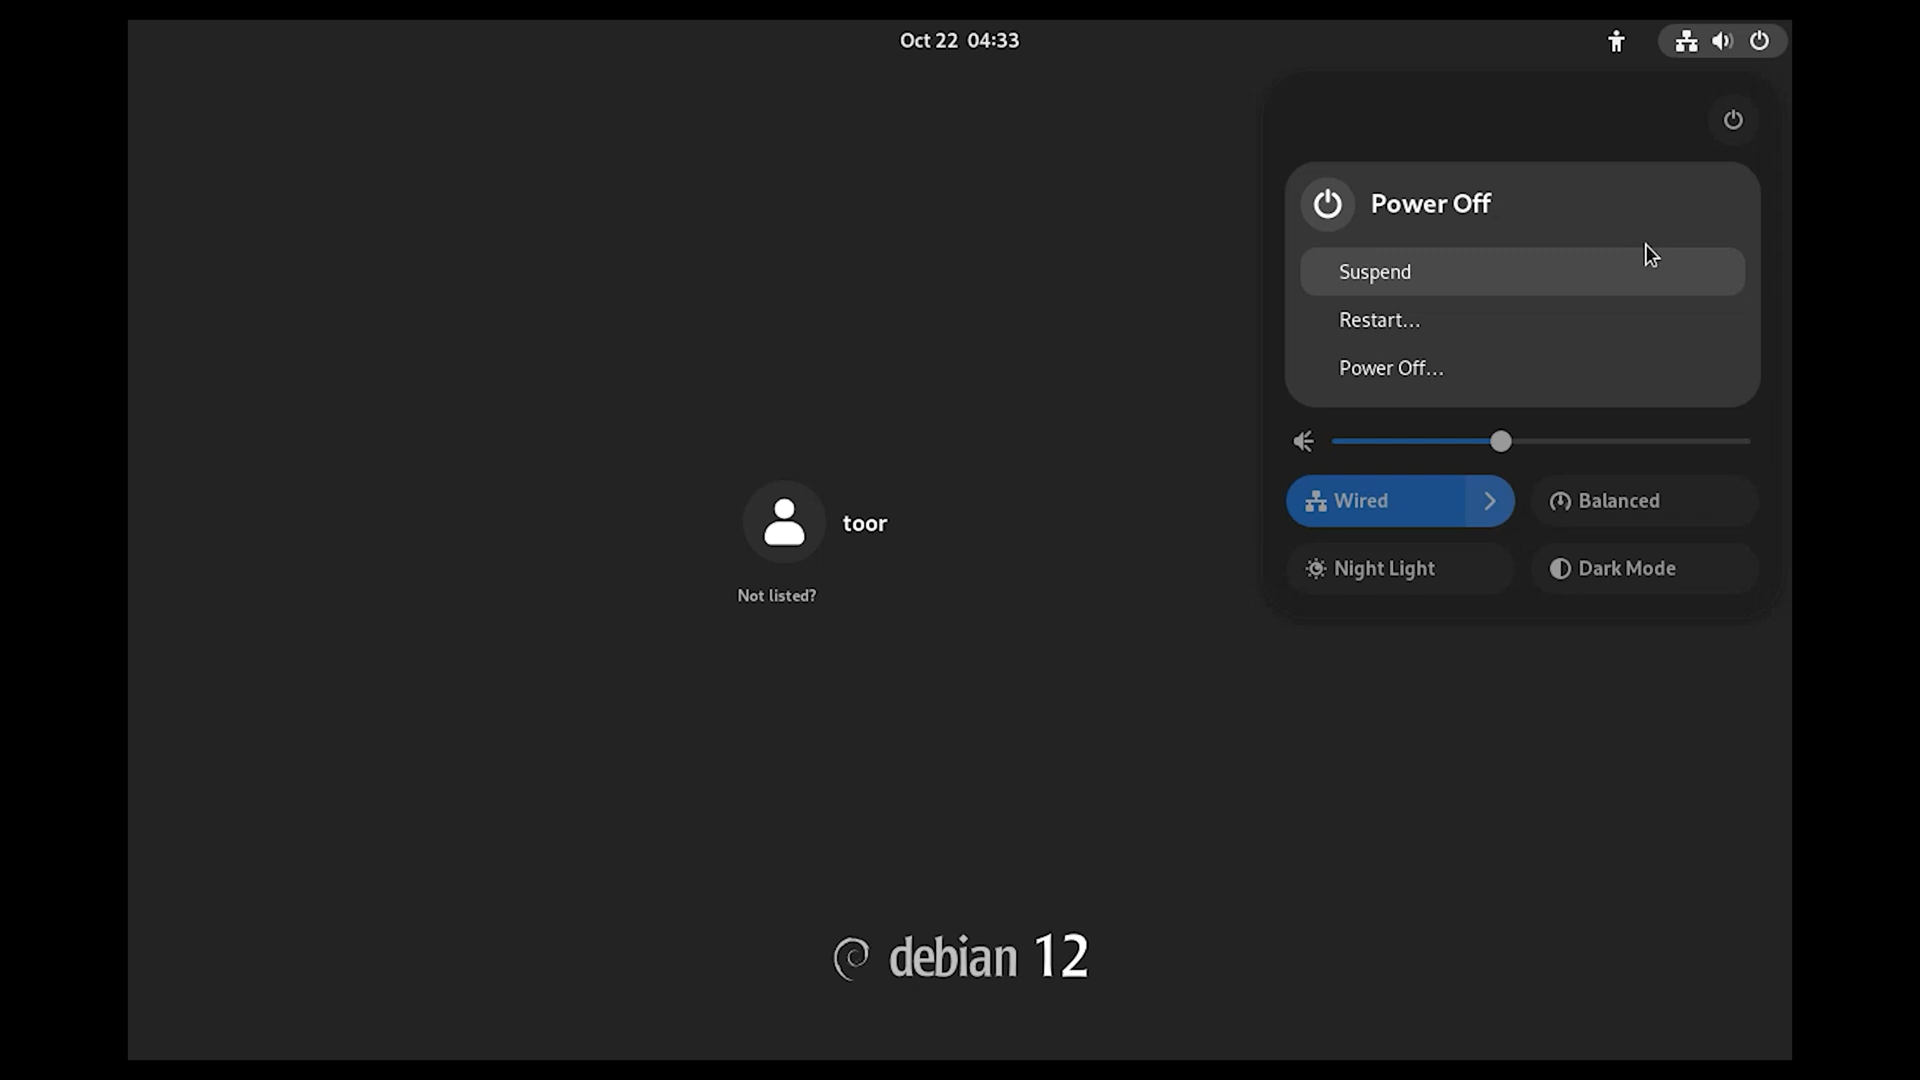 Oct 22 04:33
Power Off
Suspend
Restart...
Power Off...
Wired
Balanced
Night Light
Dark Mode
toor
Not listed?
debian 12